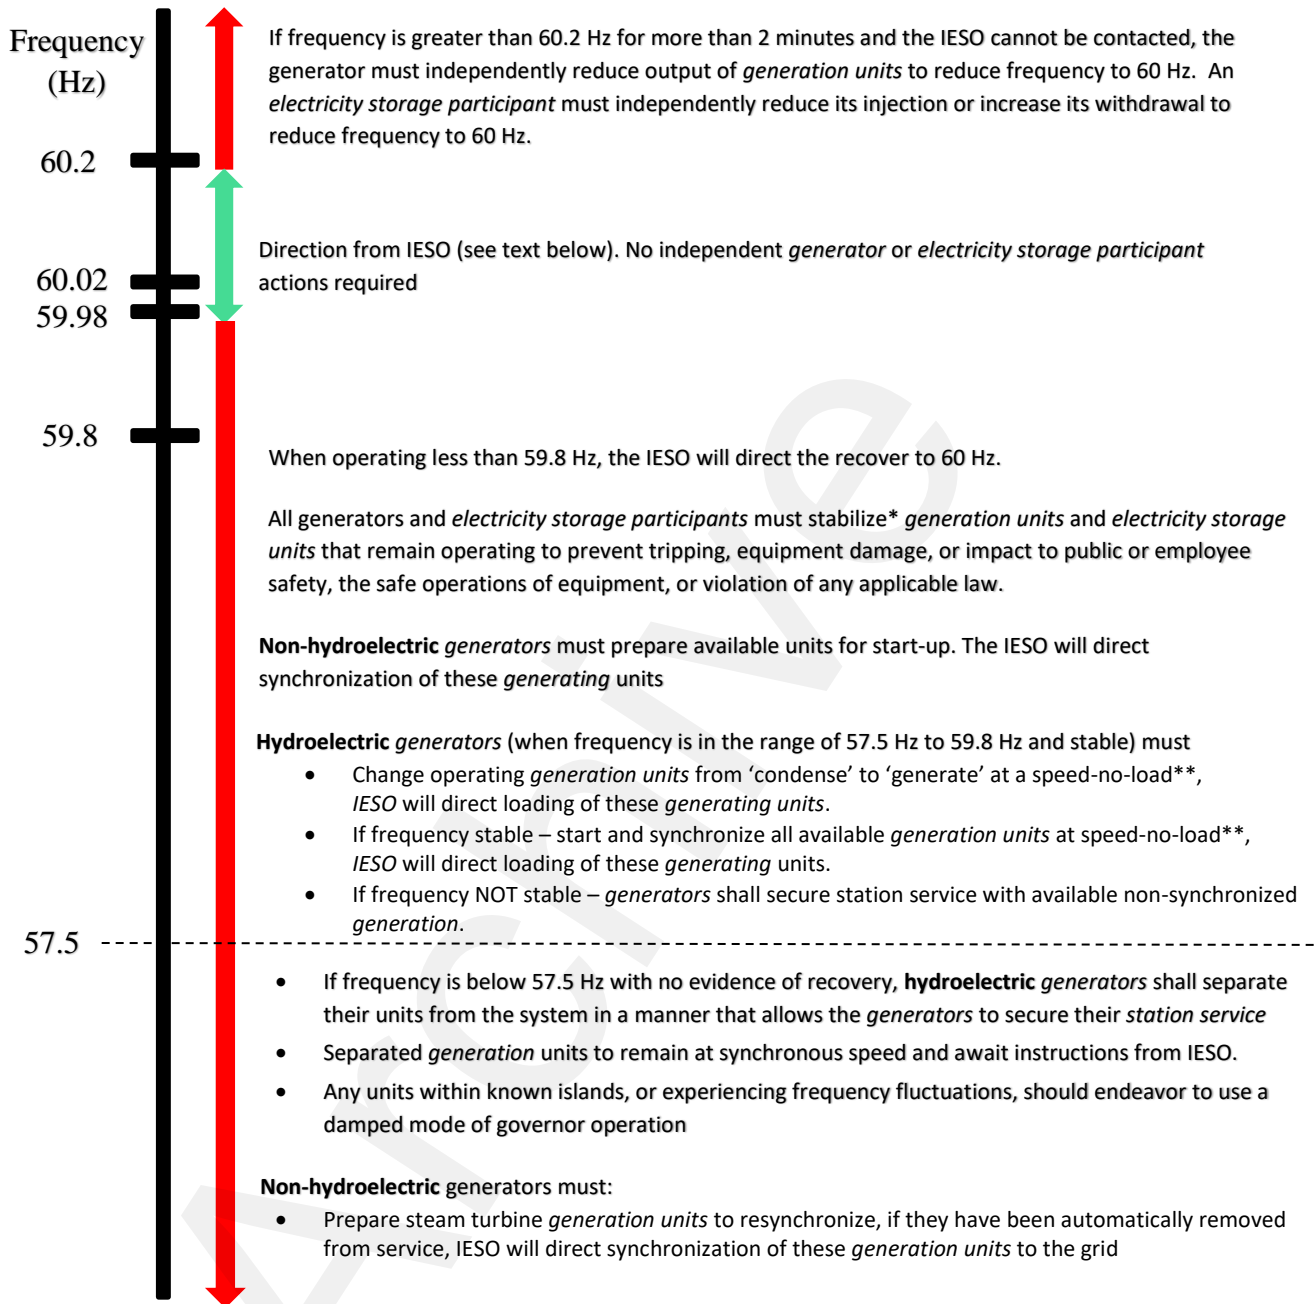 Frequency
(Hz)
If frequency is greater than 60.2 Hz for more than 2 minutes and the IESO cannot be contacted, the
generator must independently reduce output of generation units to reduce frequency to 60 Hz. An
electricity storage participant must independently reduce its injection or increase its withdrawal to
reduce frequency to 60 Hz.
60.2
Direction from IESO (see text below). No independent generator or electricity storage participant
actions required
60.02
59.98
59.8
When operating less than 59.8 Hz, the IESO will direct the recover to 60 Hz.
All generators and electricity storage participants must stabilize* generation units and electricity storage
units that remain operating to prevent tripping, equipment damage, or impact to public or employee
safety, the safe operations of equipment, or violation of any applicable law.
Non-hydroelectric generators must prepare available units for start-up. The IESO will direct
synchronization of these generating units
Hydroelectric generators (when frequency is in the range of 57.5 Hz to 59.8 Hz and stable) must
• Change operating generation units from ‘condense’ to ‘generate’ at a speed-no-load**,
IESO will direct loading of these generating units.
• If frequency stable – start and synchronize all available generation units at speed-no-load**,
IESO will direct loading of these generating units.
• If frequency NOT stable – generators shall secure station service with available non-synchronized
generation.
57.5
• If frequency is below 57.5 Hz with no evidence of recovery, hydroelectric generators shall separate
their units from the system in a manner that allows the generators to secure their station service
• Separated generation units to remain at synchronous speed and await instructions from IESO.
• Any units within known islands, or experiencing frequency fluctuations, should endeavor to use a
damped mode of governor operation
Non-hydroelectric generators must:
• Prepare steam turbine generation units to resynchronize, if they have been automatically removed
from service, IESO will direct synchronization of these generation units to the grid
Archive